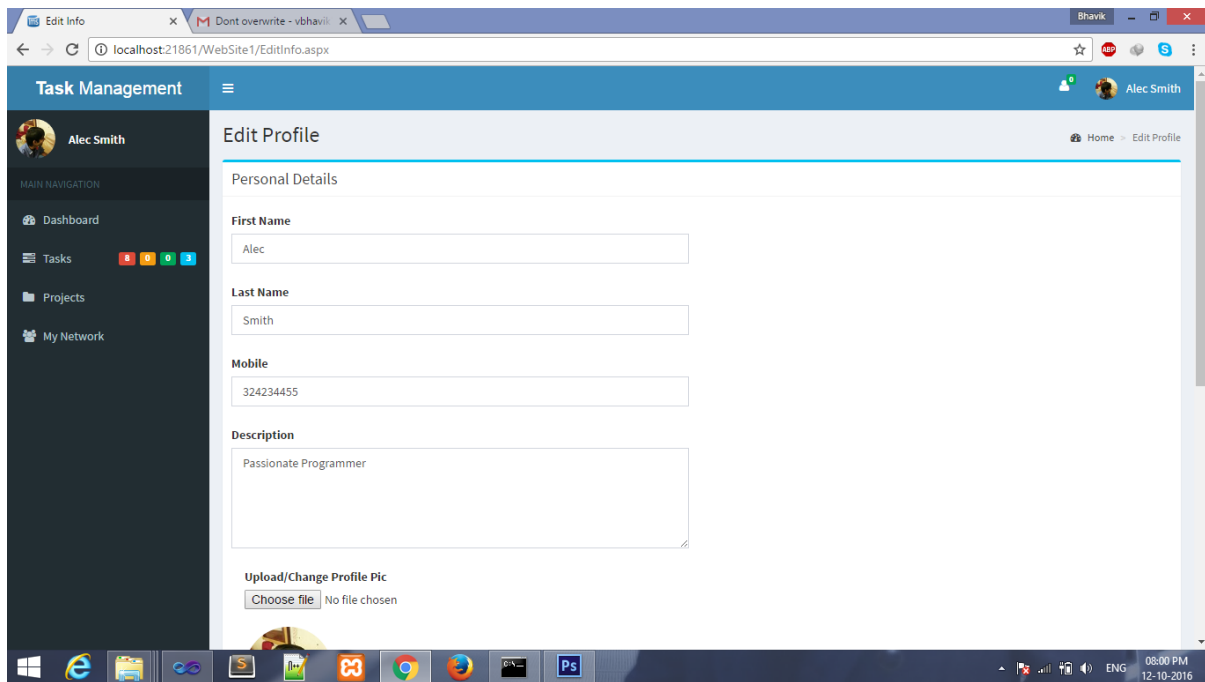 Edit Info
Dont overwrite - vbhavik
Bhavik
localhost:21861/WebSite1/EditInfo.aspx
ABP
S
Task Management
0
Alec Smith
Alec Smith
Edit Profile
Home > Edit Profile
MAIN NAVIGATION
Personal Details
Dashboard
First Name
Alec
Tasks 8 0 0 3
Last Name
Projects
Smith
My Network
Mobile
324234455
Description
Passionate Programmer
Upload/Change Profile Pic
Choose file No file chosen
S
Ps
ENG
08:00 PM
12-10-2016